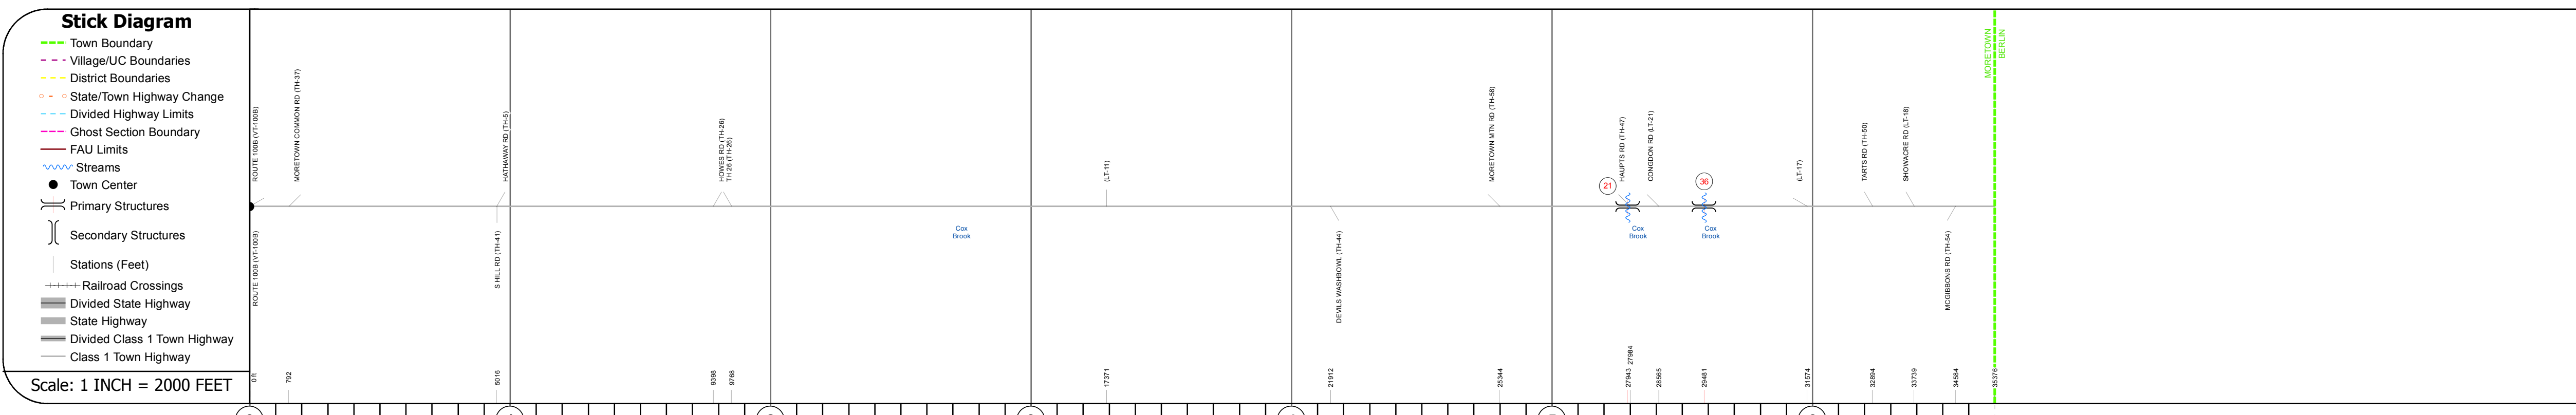 Stick Diagram
Town Boundary
Village/UC Boundaries
District Boundaries
State/Town Highway Change
Divided Highway Limits
Ghost Section Boundary
FAU Limits
Streams
Town Center
Primary Structures
Secondary Structures
Stations (Feet)
Railroad Crossings
Divided State Highway
State Highway
Divided Class 1 Town Highway
Class 1 Town Highway
Scale: 1 INCH = 2000 FEET
ROUTE 100B (VT-100B)
MORETOWN COMMON RD (TH-37)
HATHAWAY RD (TH-5)
HOWES RD (TH-26)
TH 26 (TH-26)
(LT-11)
MORETOWN MTN RD (TH-58)
21
HAUPTS RD (TH-47)
CONGDON RD (LT-21)
36
(LT-17)
TARTS RD (TH-50)
SHOWACRE RD (LT-18)
MORETOWN
BERLIN
ROUTE 100B (VT-100B)
S HILL RD (TH-41)
Cox
Brook
DEVILS WASHBOWL (TH-44)
Cox
Brook
Cox
Brook
MCGIBBONS RD (TH-54)
0 ft
792
5016
9398
9768
17371
21912
25344
27943
27984
28565
29481
31574
32894
33739
34584
35376